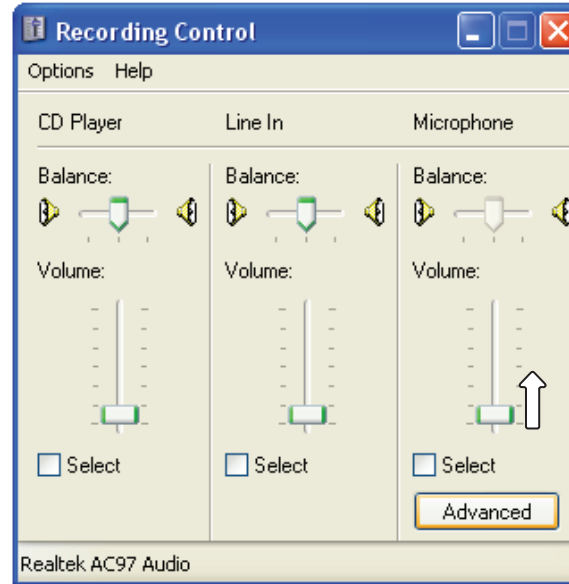 Recording Control
Options Help
CD Player Line In Microphone
Balance: Balance: Balance:
Volume: Volume: Volume:
Select Select Select
Advanced
Realtek AC97 Audio